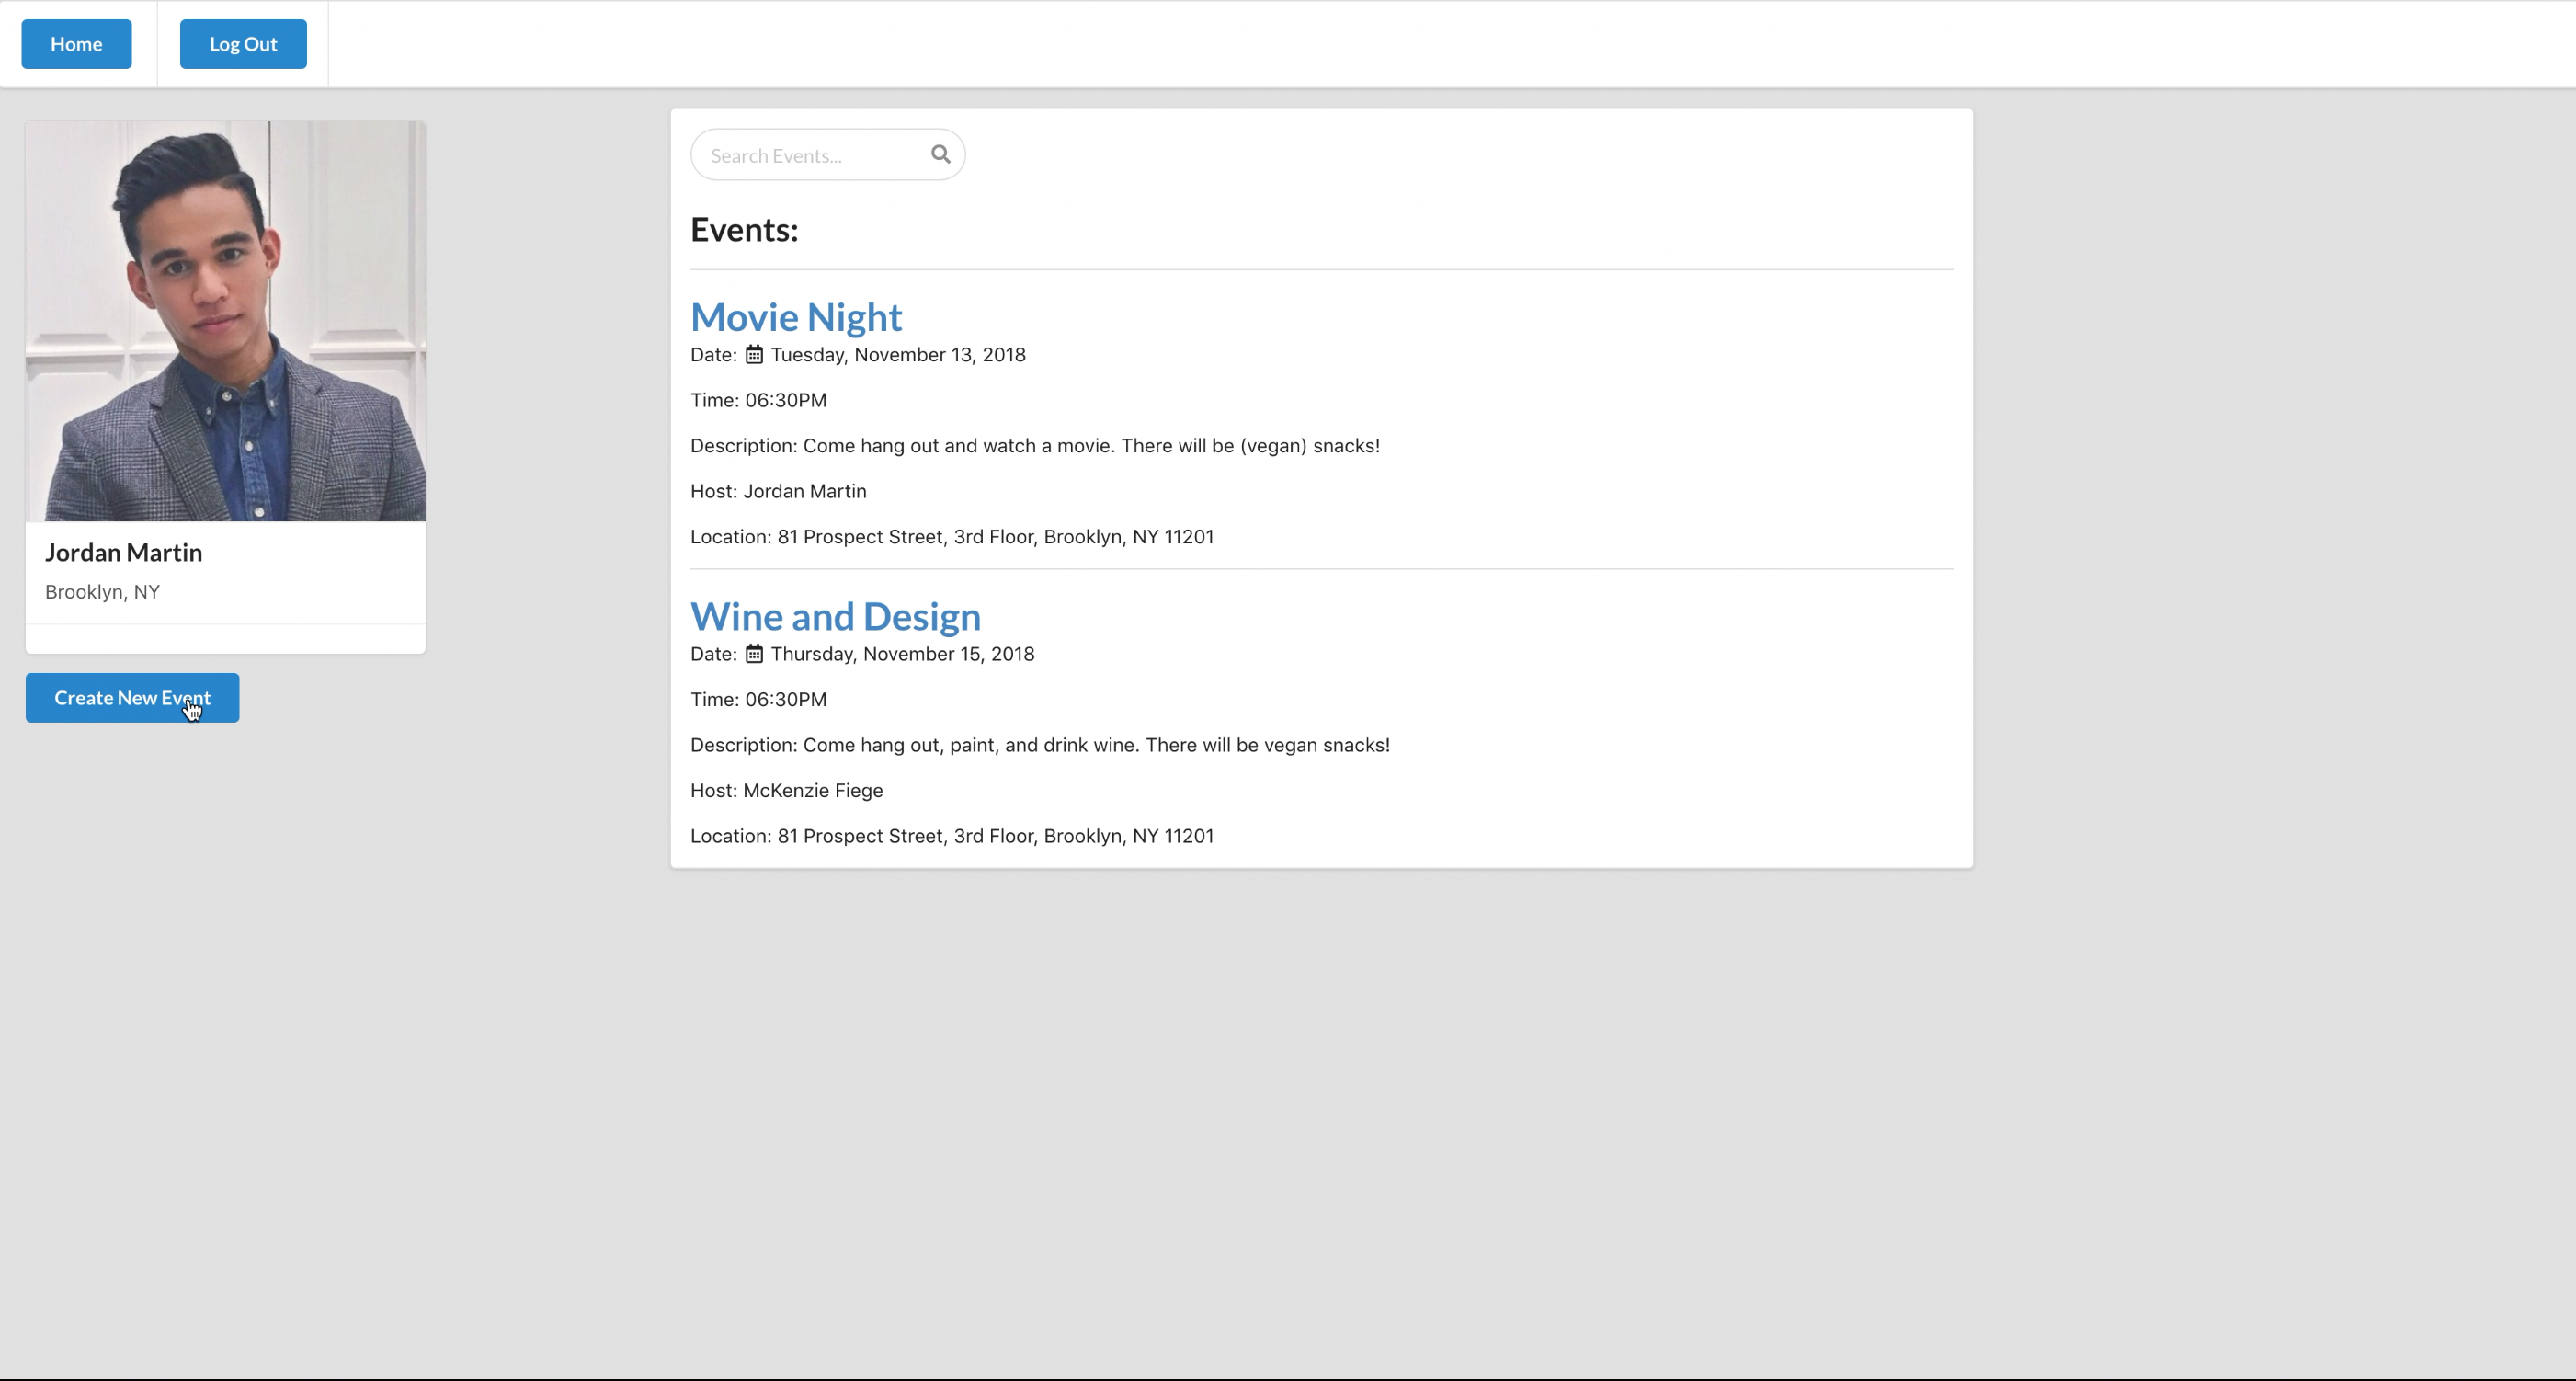 Home
Log Out
Jordan Martin
Brooklyn, NY
Create New Event
Search Events...
Events:
Movie Night
Date: Tuesday, November 13, 2018
Time: 06:30PM
Description: Come hang out and watch a movie. There will be (vegan) snacks!
Host: Jordan Martin
Location: 81 Prospect Street, 3rd Floor, Brooklyn, NY 11201
Wine and Design
Date: Thursday, November 15, 2018
Time: 06:30PM
Description: Come hang out, paint, and drink wine. There will be vegan snacks!
Host: McKenzie Fiege
Location: 81 Prospect Street, 3rd Floor, Brooklyn, NY 11201